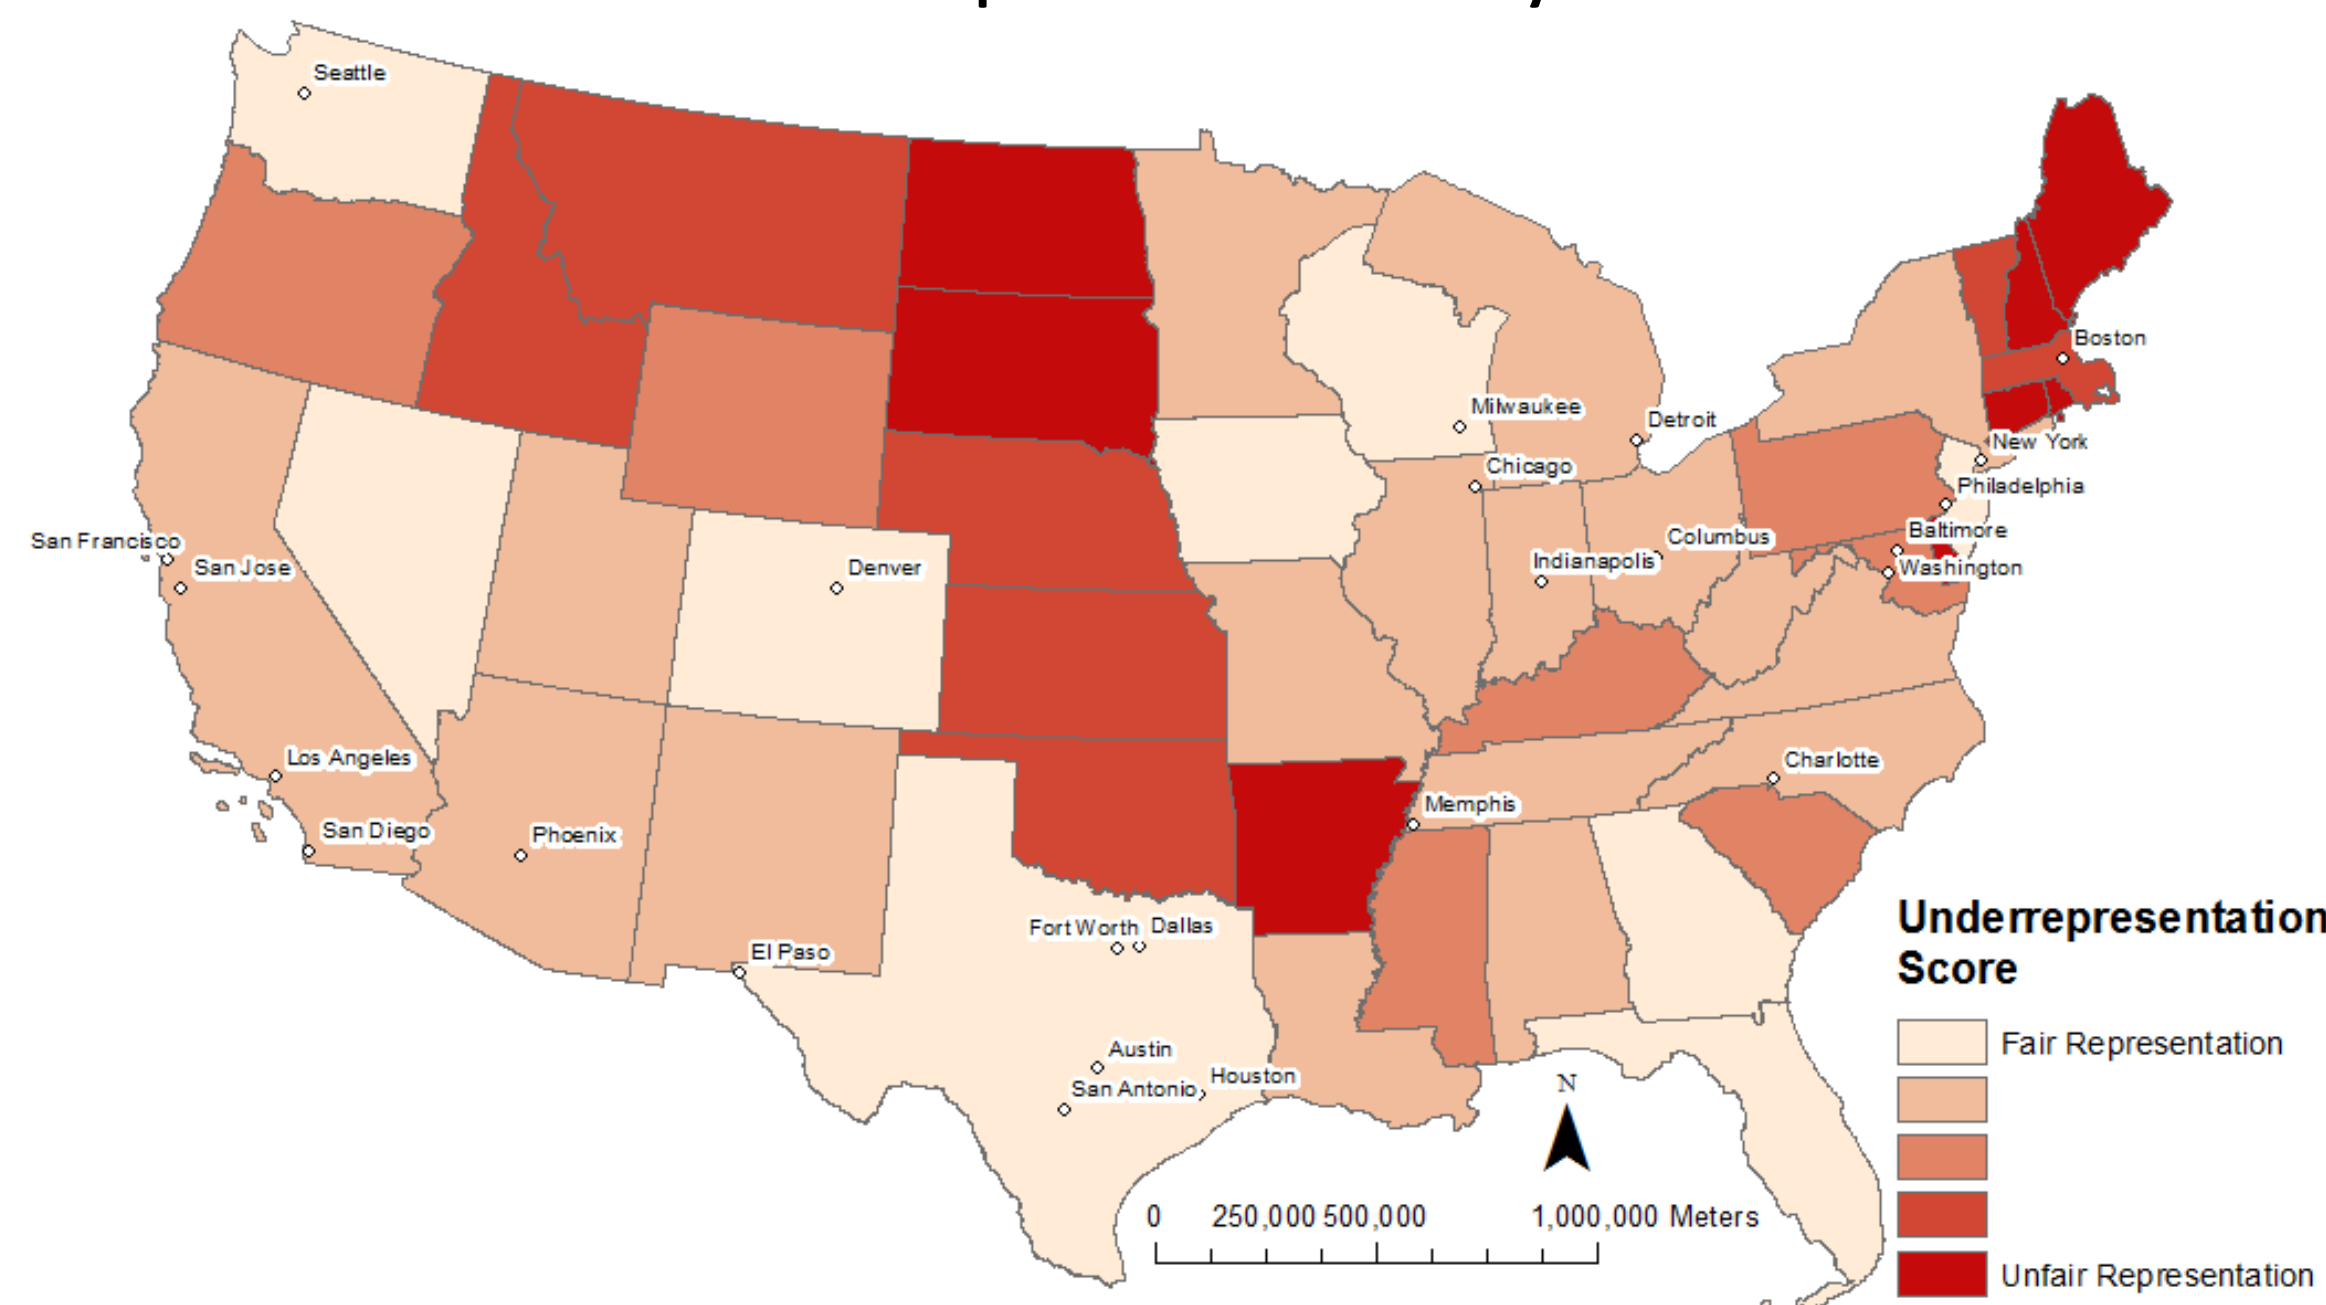 Seattle
Boston
Milwaukee
Detroit
New York
Chicago
Philadelphia
Baltimore
Columbus
San Francisco
Indianapolis
San Jose
Denver
Washington
Los Angeles
Charlotte
Memphis
San Diego
Phoenix
Fort Worth
Dallas
El Paso
Underrepresentation
Score
Fair Representation
Austin
Houston
San Antonio
N
0 250,000 500,000 1,000,000 Meters
Unfair Representation